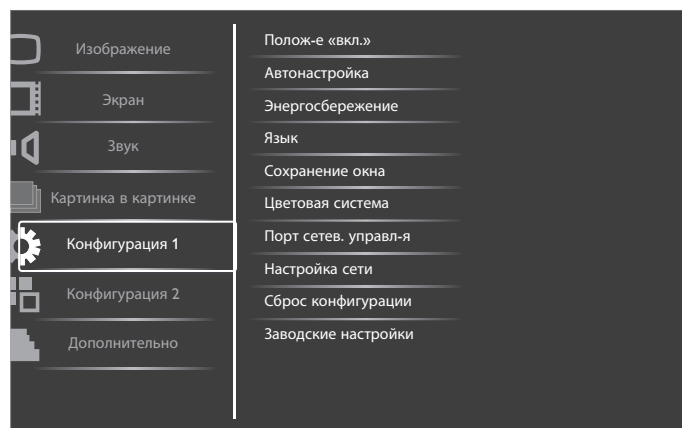 Изображение
Экран
Звук
Картинка в картинке
Конфигурация 1
Конфигурация 2
Дополнительно
Полож-е «вкл.»
Автонастройка
Энергосбережение
Язык
Сохранение окна
Цветовая система
Порт сетев. управл-я
Настройка сети
Сброс конфигурации
Заводские настройки